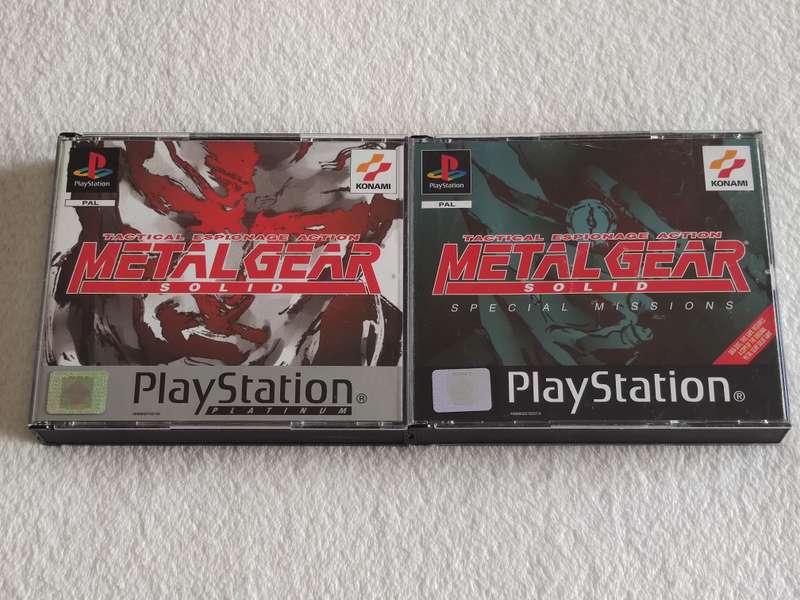 PlayStation
PAL
KONAMI
TACTICAL ESPIONAGE ACTION
METAL GEAR
SOLID
PlayStation®
PLATINUM
PlayStation
PAL
KONAMI
TACTICAL ESPIONAGE ACTION
METAL GEAR
SOLID
SPECIAL MISSIONS
PlayStation®